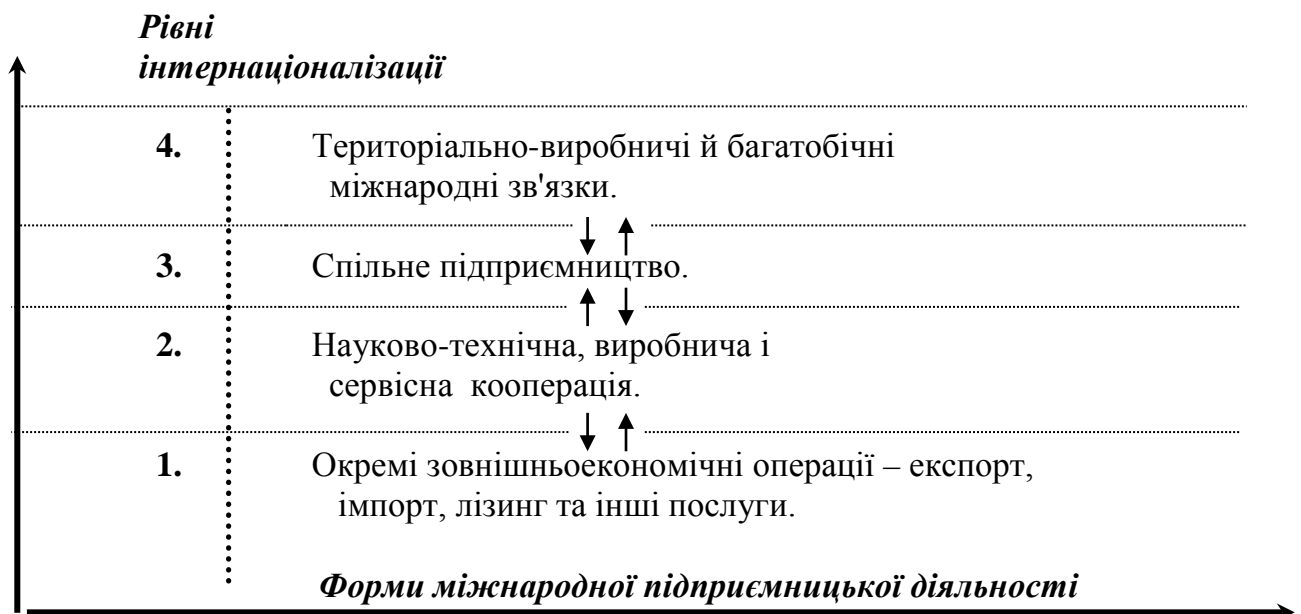 Рівні
інтернаціоналізації
4. Територіально-виробничі й багатобічні
міжнародні зв'язки.
3. Спільне підприємництво.
2. Науково-технічна, виробнича і
сервісна кооперація.
1. Окремі зовнішньоекономічні операції – експорт,
імпорт, лізинг та інші послуги.
Форми міжнародної підприємницької діяльності